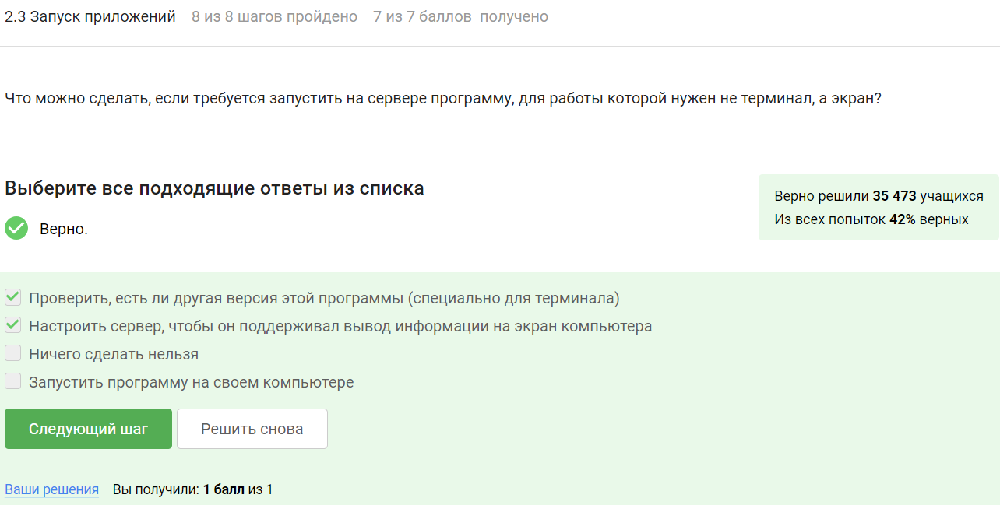 2.3 Запуск приложений 8 из 8 шагов пройдено 7 из 7 баллов получено
Что можно сделать, если требуется запустить на сервере программу, для работы которой нужен не терминал, а экран?
Выберите все подходящие ответы из списка
Верно.
Верно решили 35 473 учащихся
Из всех попыток 42% верных
Проверить, есть ли другая версия этой программы (специально для терминала)
Настроить сервер, чтобы он поддерживал вывод информации на экран компьютера
Ничего сделать нельзя
Запустить программу на своем компьютере
Следующий шаг Решить снова
Ваши решения Вы получили: 1 балл из 1